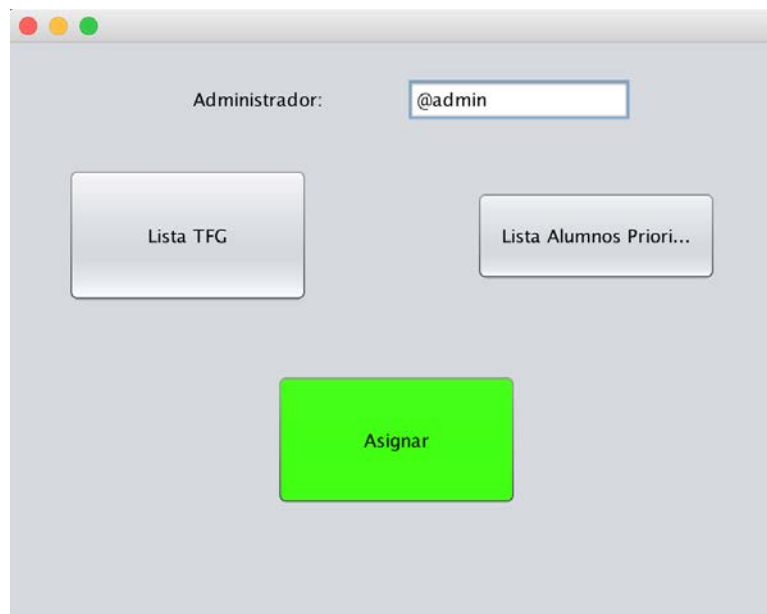 Administrador:
@admin
Lista TFG
Lista Alumnos Priori...
Asignar